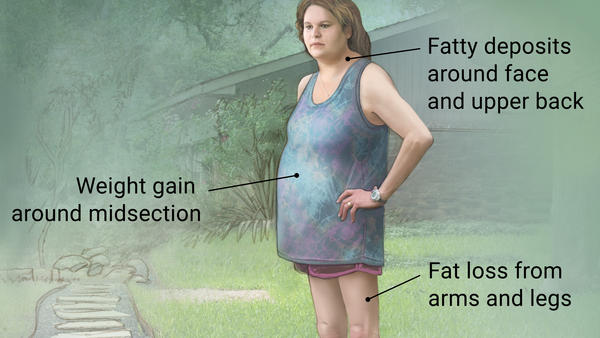 Fatty deposits
around face
and upper back
Weight gain
around midsection
Fat loss from
arms and legs